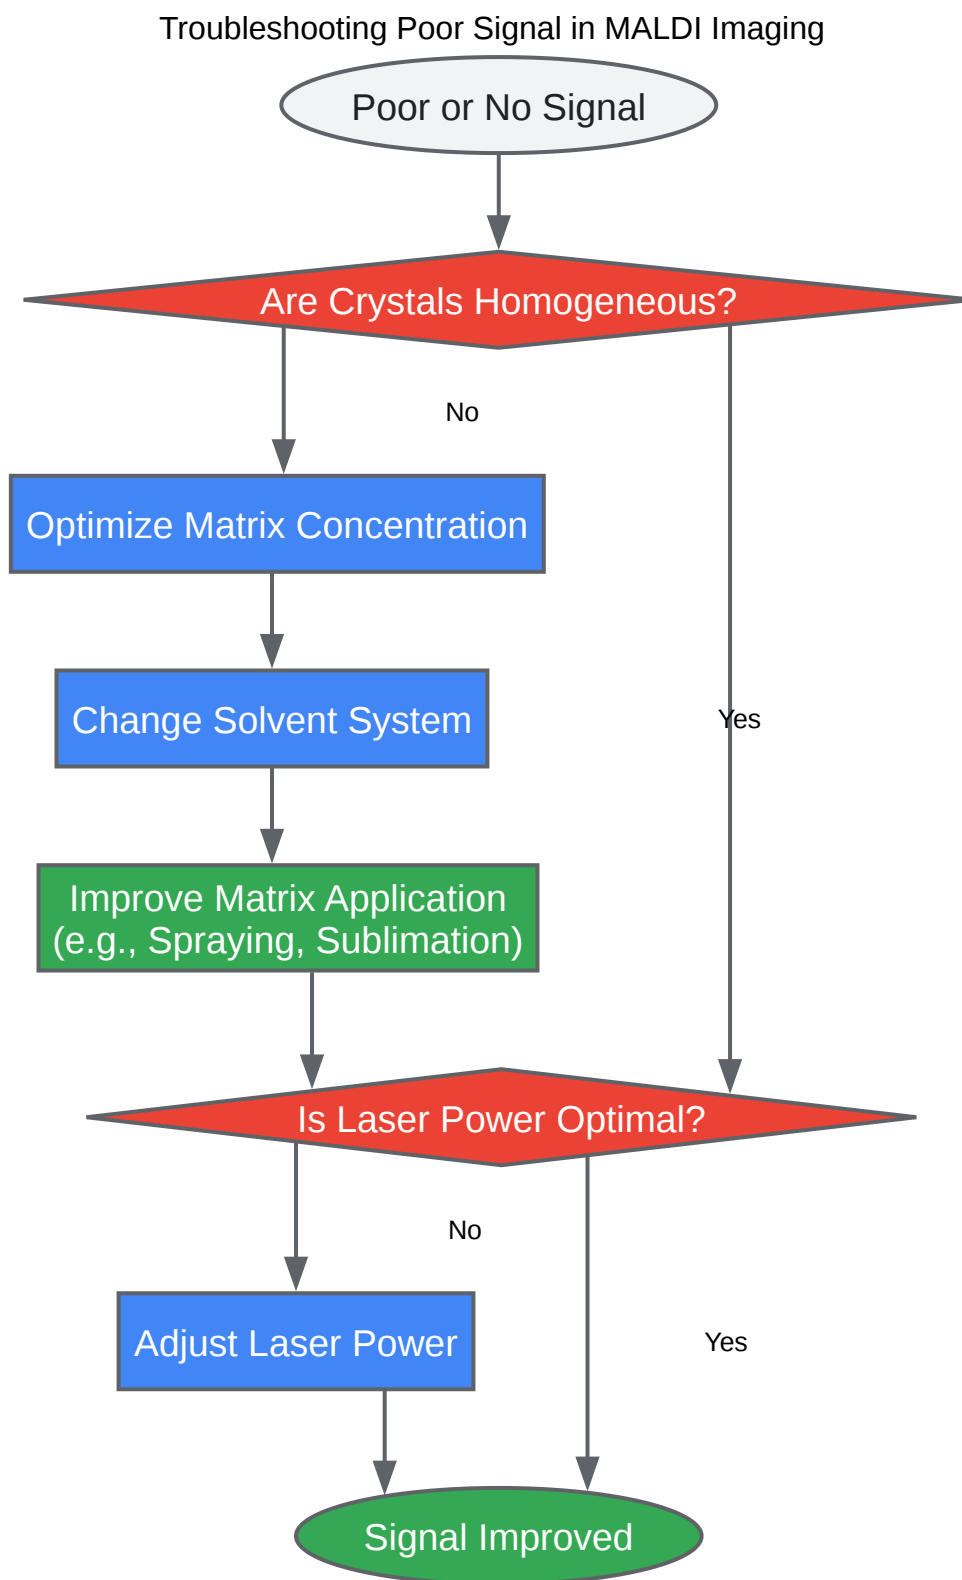 Troubleshooting Poor Signal in MALDI Imaging
Poor or No Signal
Are Crystals Homogeneous?
No
Optimize Matrix Concentration
Change Solvent System
Yes
Improve Matrix Application
(e.g., Spraying, Sublimation)
Is Laser Power Optimal?
No
Adjust Laser Power
Yes
Signal Improved